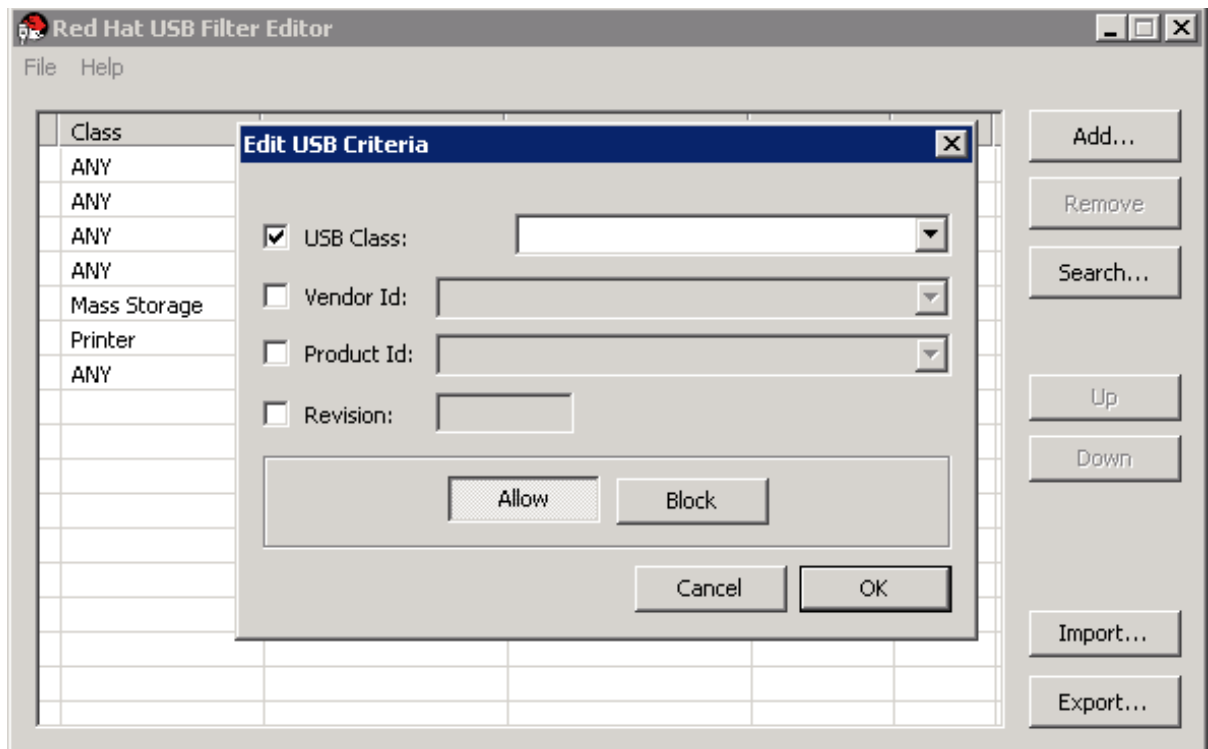 Red Hat USB Filter Editor
File Help
Class
ANY
ANY
ANY
ANY
Mass Storage
Printer
ANY
Edit USB Criteria
USB Class:
Vendor Id:
Product Id:
Revision:
Allow Block
Cancel OK
Add...
Remove
Search...
Up
Down
Import...
Export...